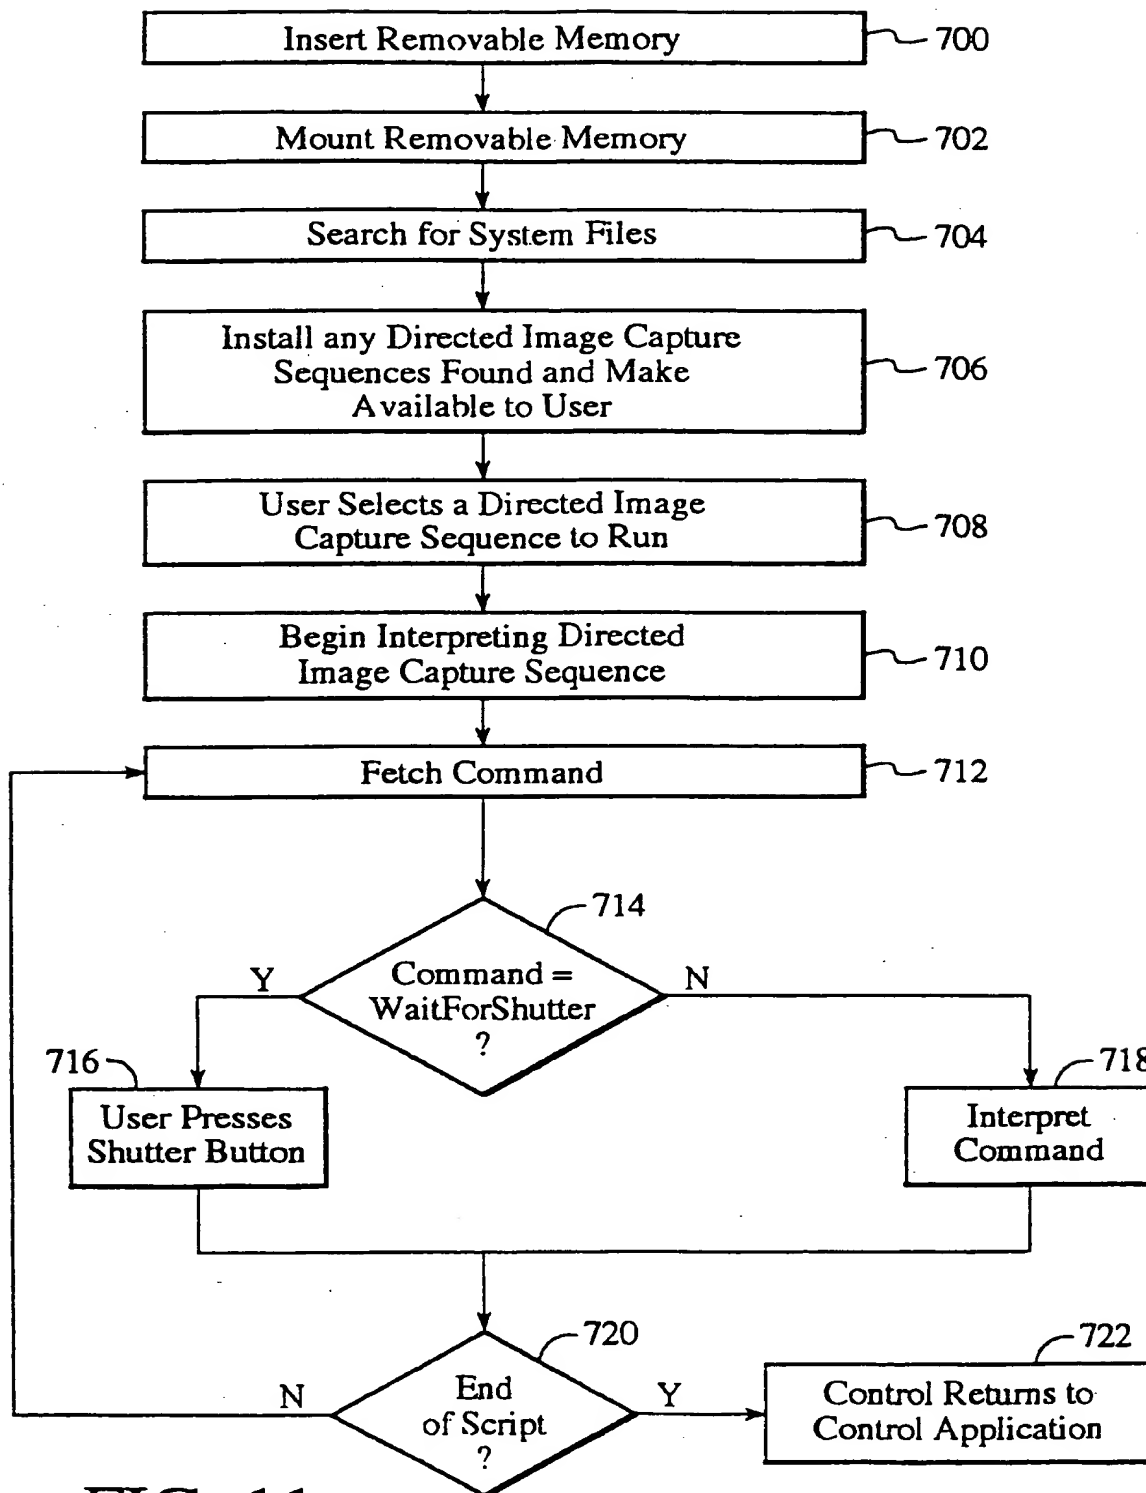 Insert Removable Memory
700
Mount Removable Memory
702
Search for System Files
704
Install any Directed Image Capture
Sequences Found and Make
Available to User
706
User Selects a Directed Image
Capture Sequence to Run
708
Begin Interpreting Directed
Image Capture Sequence
710
Fetch Command
712
714
Command =
WaitForShutter
?
Y
N
716
User Presses
Shutter Button
718
Interpret
Command
720
End
of Script
?
N
Y
722
Control Returns to
Control Application